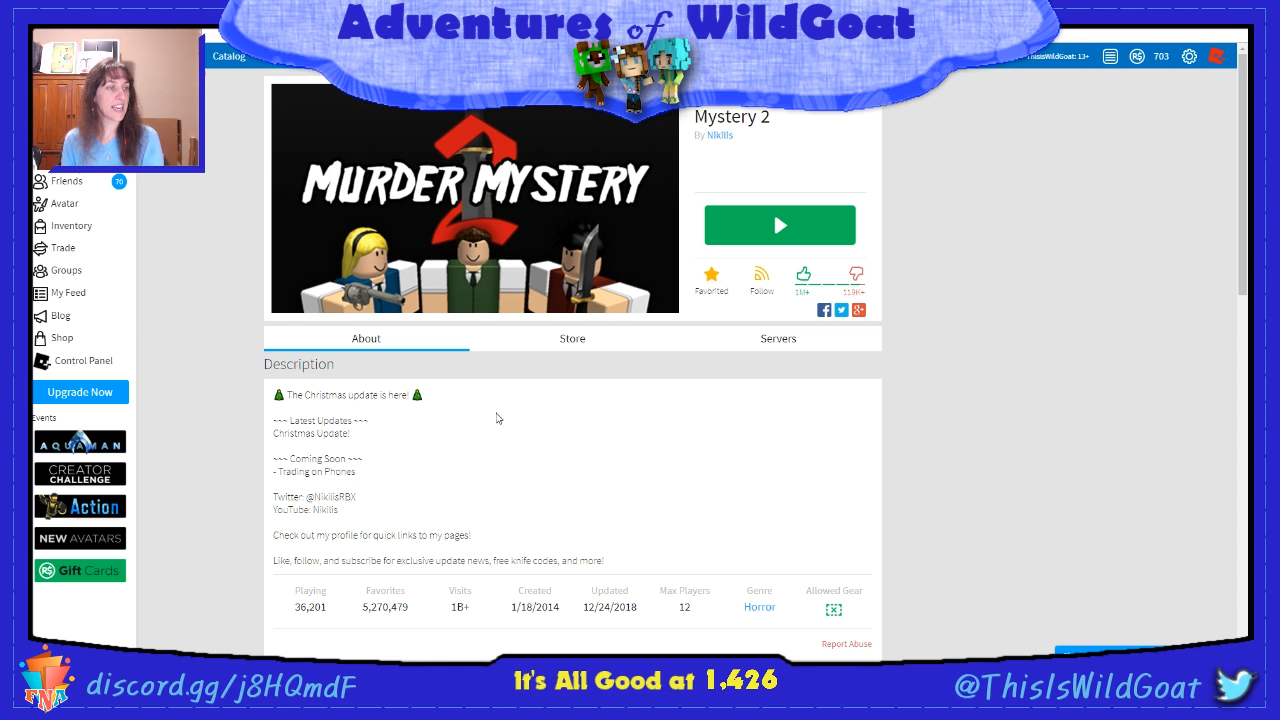 Adventures of WildGoat
Catalog
ThisIsWildGoat: 13+
703
Friends
70
Avatar
Inventory
Trade
Groups
My Feed
Blog
Shop
Control Panel
Upgrade Now
Events
AQUAMAN
CREATOR
CHALLENGE
Action
NEW AVATARS
R$ Gift Cards
MURDER MYSTERY
2
Mystery 2
By Nikilis
Favorited
Follow
1M+
119K+
About
Store
Servers
Description
The Christmas update is here!
~~~ Latest Updates ~~~
Christmas Update!
~~~ Coming Soon ~~~
- Trading on Phones
Twitter: @NikilisRBX
YouTube: Nikilis
Check out my profile for quick links to my pages!
Like, follow, and subscribe for exclusive update news, free knife codes, and more!
Playing Favorites Visits Created Updated Max Players Genre Allowed Gear
36,201 5,270,479 1B+ 1/18/2014 12/24/2018 12 Horror
Report Abuse
FNA
discord.gg/j8HQmdF
It's All Good at 1,426
@ThisIsWildGoat